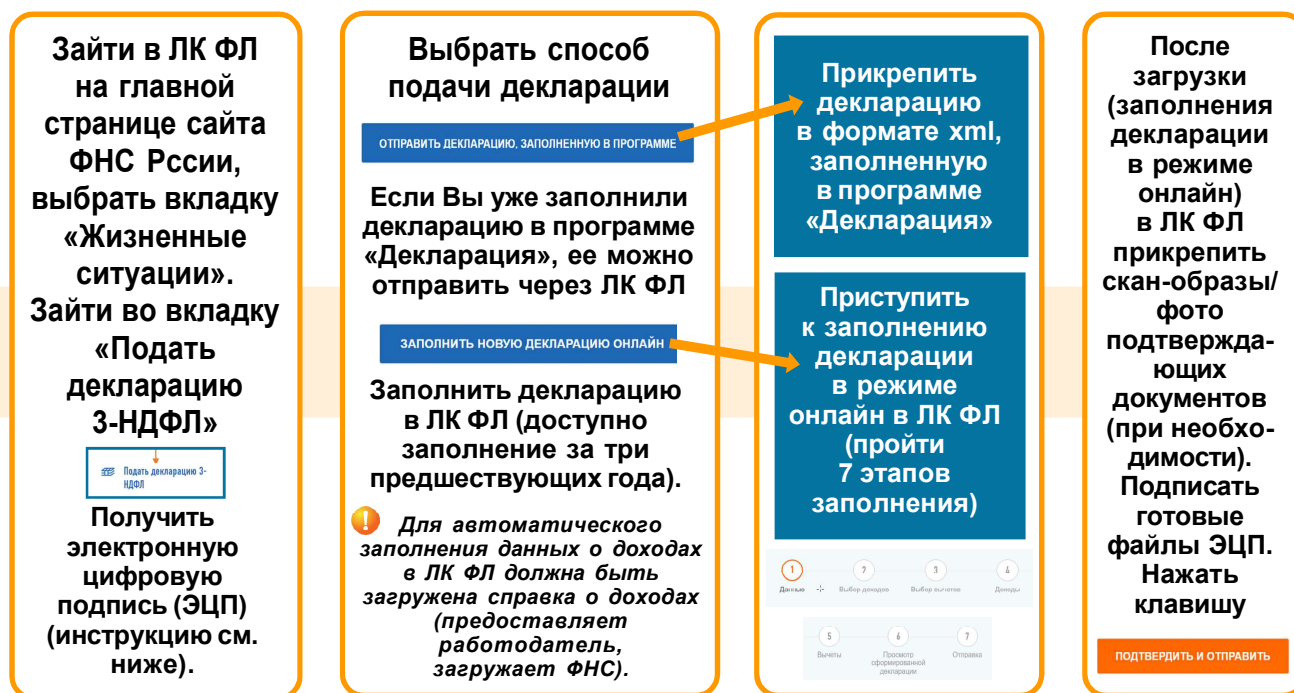 Зайти в ЛК ФЛ
на главной
странице сайта
ФНС Рссии,
выбрать вкладку
«Жизненные
ситуации».
Зайти во вкладку
«Подать
декларацию
3-НДФЛ»
Подать декларацию 3-
НДФЛ
Получить
электронную
цифровую
подпись (ЭЦП)
(инструкцию см.
ниже).
Выбрать способ
подачи декларации
ОТПРАВИТЬ ДЕКЛАРАЦИЮ, ЗАПОЛНЕННУЮ В ПРОГРАММЕ
Если Вы уже заполнили
декларацию в программе
«Декларация», ее можно
отправить через ЛК ФЛ
ЗАПОЛНИТЬ НОВУЮ ДЕКЛАРАЦИЮ ОНЛАЙН
Заполнить декларацию
в ЛК ФЛ (доступно
заполнение за три
предшествующих года).
! Для автоматического
заполнения данных о доходах
в ЛК ФЛ должна быть
загружена справка о доходах
(предоставляет
работодатель,
загружает ФНС).
Прикрепить
декларацию
в формате xml,
заполненную
в программе
«Декларация»
Приступить
к заполнению
декларации
в режиме
онлайн в ЛК ФЛ
(пройти
7 этапов
заполнения)
1 2 3 4
Данные Выбор доходов Выбор вычетов Доходы
5 6 7
Вычеты Просмотр Отправка
сформированной
декларации
После
загрузки
(заполнения
декларации
в режиме
онлайн)
в ЛК ФЛ
прикрепить
скан-образы/
фото
подтвержда-
ющих
документов
(при необхо-
димости).
Подписать
готовые
файлы ЭЦП.
Нажать
клавишу
ПОДТВЕРДИТЬ И ОТПРАВИТЬ